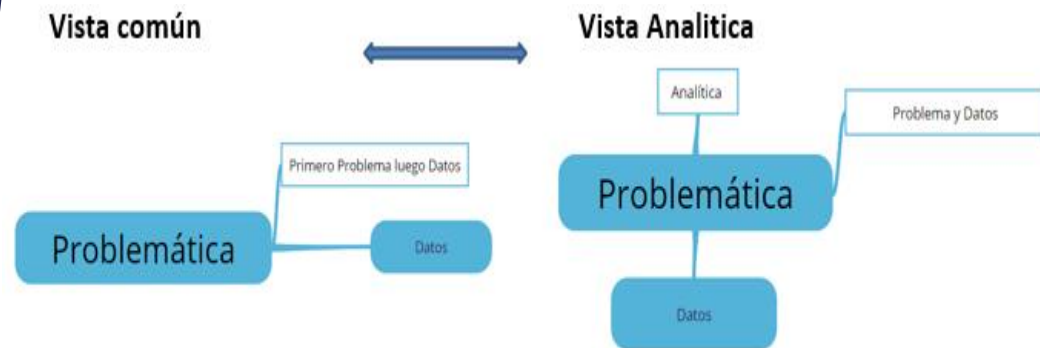 Vista común
Vista Analitica
Analítica
Problema y Datos
Primero Problema luego Datos
Problemática
Problemática
Datos
Datos